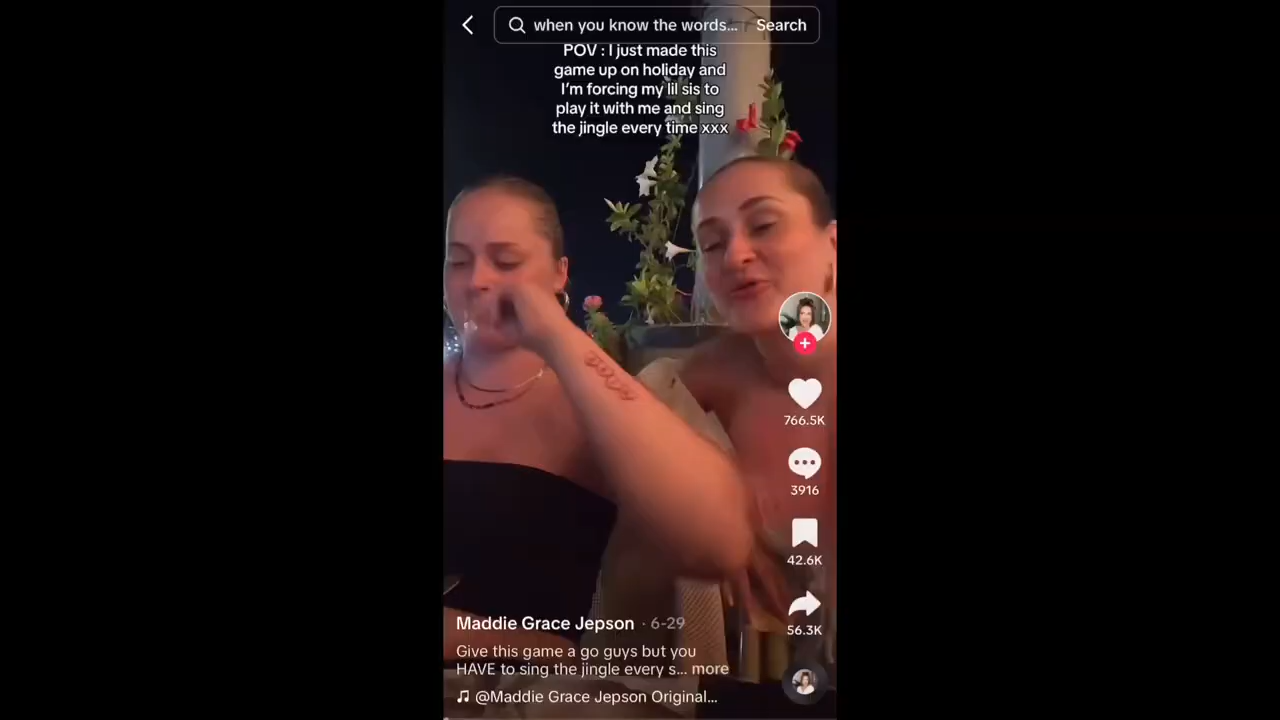 when you know the words... Search
POV : I just made this
game up on holiday and
I'm forcing my lil sis to
play it with me and sing
the jingle every time xxx
766.5K
3916
42.6K
56.3K
Maddie Grace Jepson · 6-29
Give this game a go guys but you
HAVE to sing the jingle every s... more
@Maddie Grace Jepson Original...